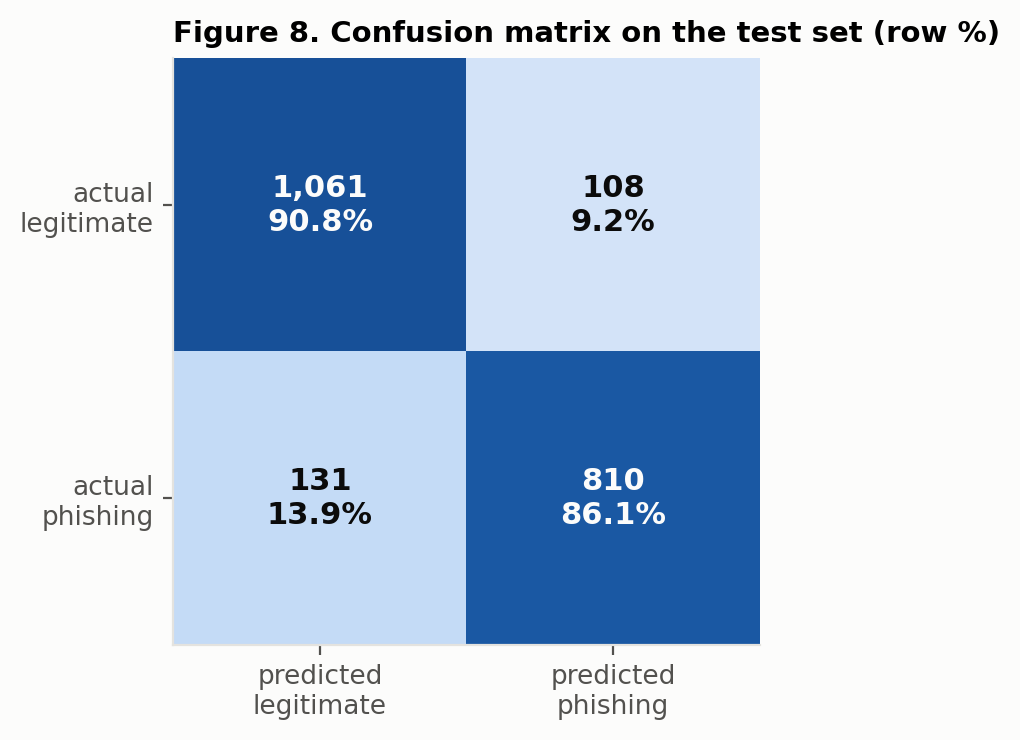 Figure 8. Confusion matrix on the test set (row %)
actual
legitimate
1,061
90.8%
108
9.2%
actual
phishing
131
13.9%
810
86.1%
predicted
legitimate
predicted
phishing